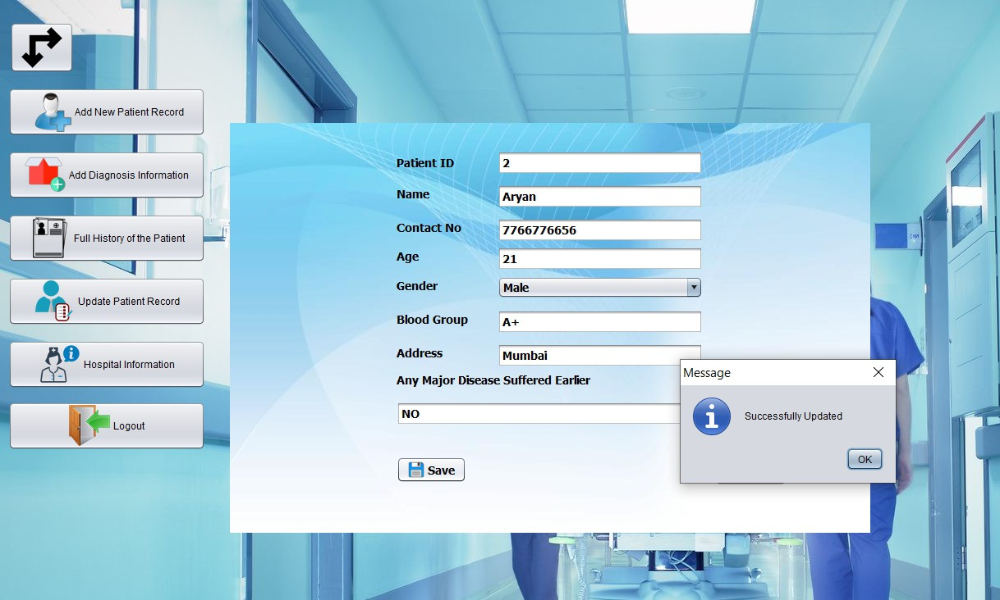 Add New Patient Record
Add Diagnosis Information
Full History of the Patient
Update Patient Record
Hospital Information
Logout
Patient ID 2
Name Aryan
Contact No 7766776656
Age 21
Gender Male
Blood Group A+
Address Mumbai
Any Major Disease Suffered Earlier
NO
Save
Message
Successfully Updated
OK